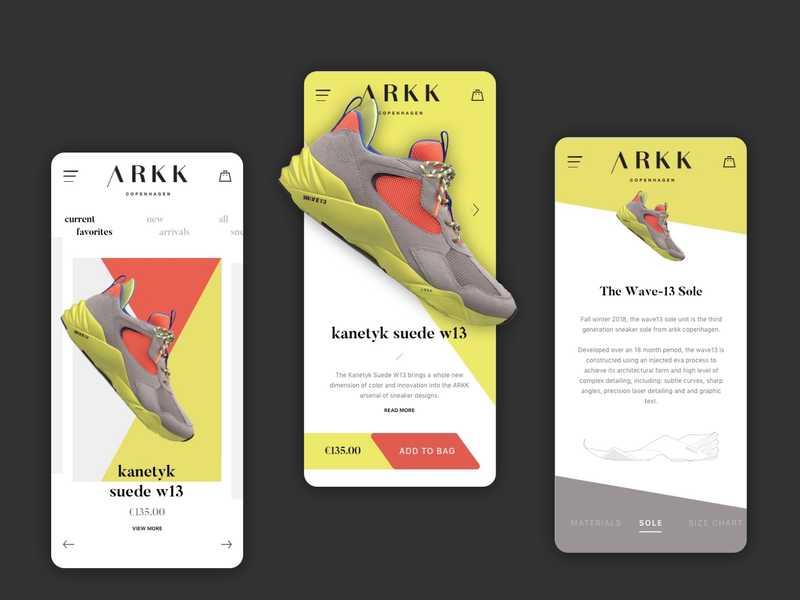 ARKK
COPENHAGEN
current
favorites
new
arrivals
all
sne
kanetyk
suede w13
€135.00
VIEW MORE
ARKK
COPENHAGEN
WAVE13
kanetyk suede w13
The Kanetyk Suede W13 brings a whole new
dimension of color and innovation into the ARKK
arsenal of sneaker designs.
READ MORE
€135.00
ADD TO BAG
ARKK
COPENHAGEN
The Wave-13 Sole
Fall winter 2018, the wave13 sole unit is the third
generation sneaker sole from arkk copenhagen.
Developed over an 18 month period, the wave13 is
constructed using an injected eva process to
achieve its architectural form and high level of
complex detailing, including: subtle curves, sharp
angles, precision laser detailing and and graphic
text.
MATERIALS
SOLE
SIZE CHART